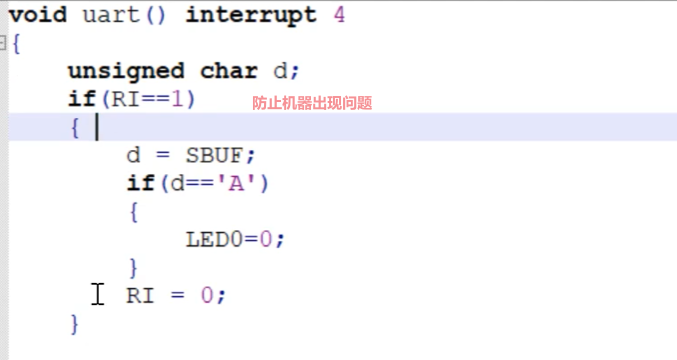 void uart() interrupt 4
{
unsigned char d;
if(RI==1) 防止机器出现问题
{
d = SBUF;
if(d=='A')
{
LED0=0;
}
RI = 0;
}